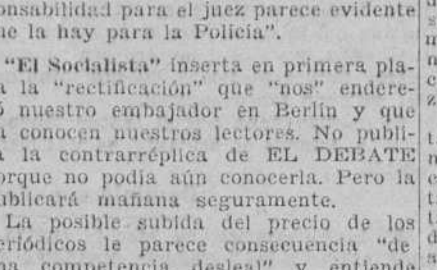 onsabilidad para el juez parece evidente
ue la hay para la Policía".
"El Socialista" inserta en primera pla-
a la "rectificación" que "nos" endere-
ó nuestro embajador en Berlín y que
a conocen nuestros lectores. No publi-
a la contrarréplica de EL DEBATE
orque no podía aún conocerla. Pero la
ublicará mañana seguramente.
La posible subida del precio de los
eriódicos le parece consecuencia "de
na competencia desleal" y entiende